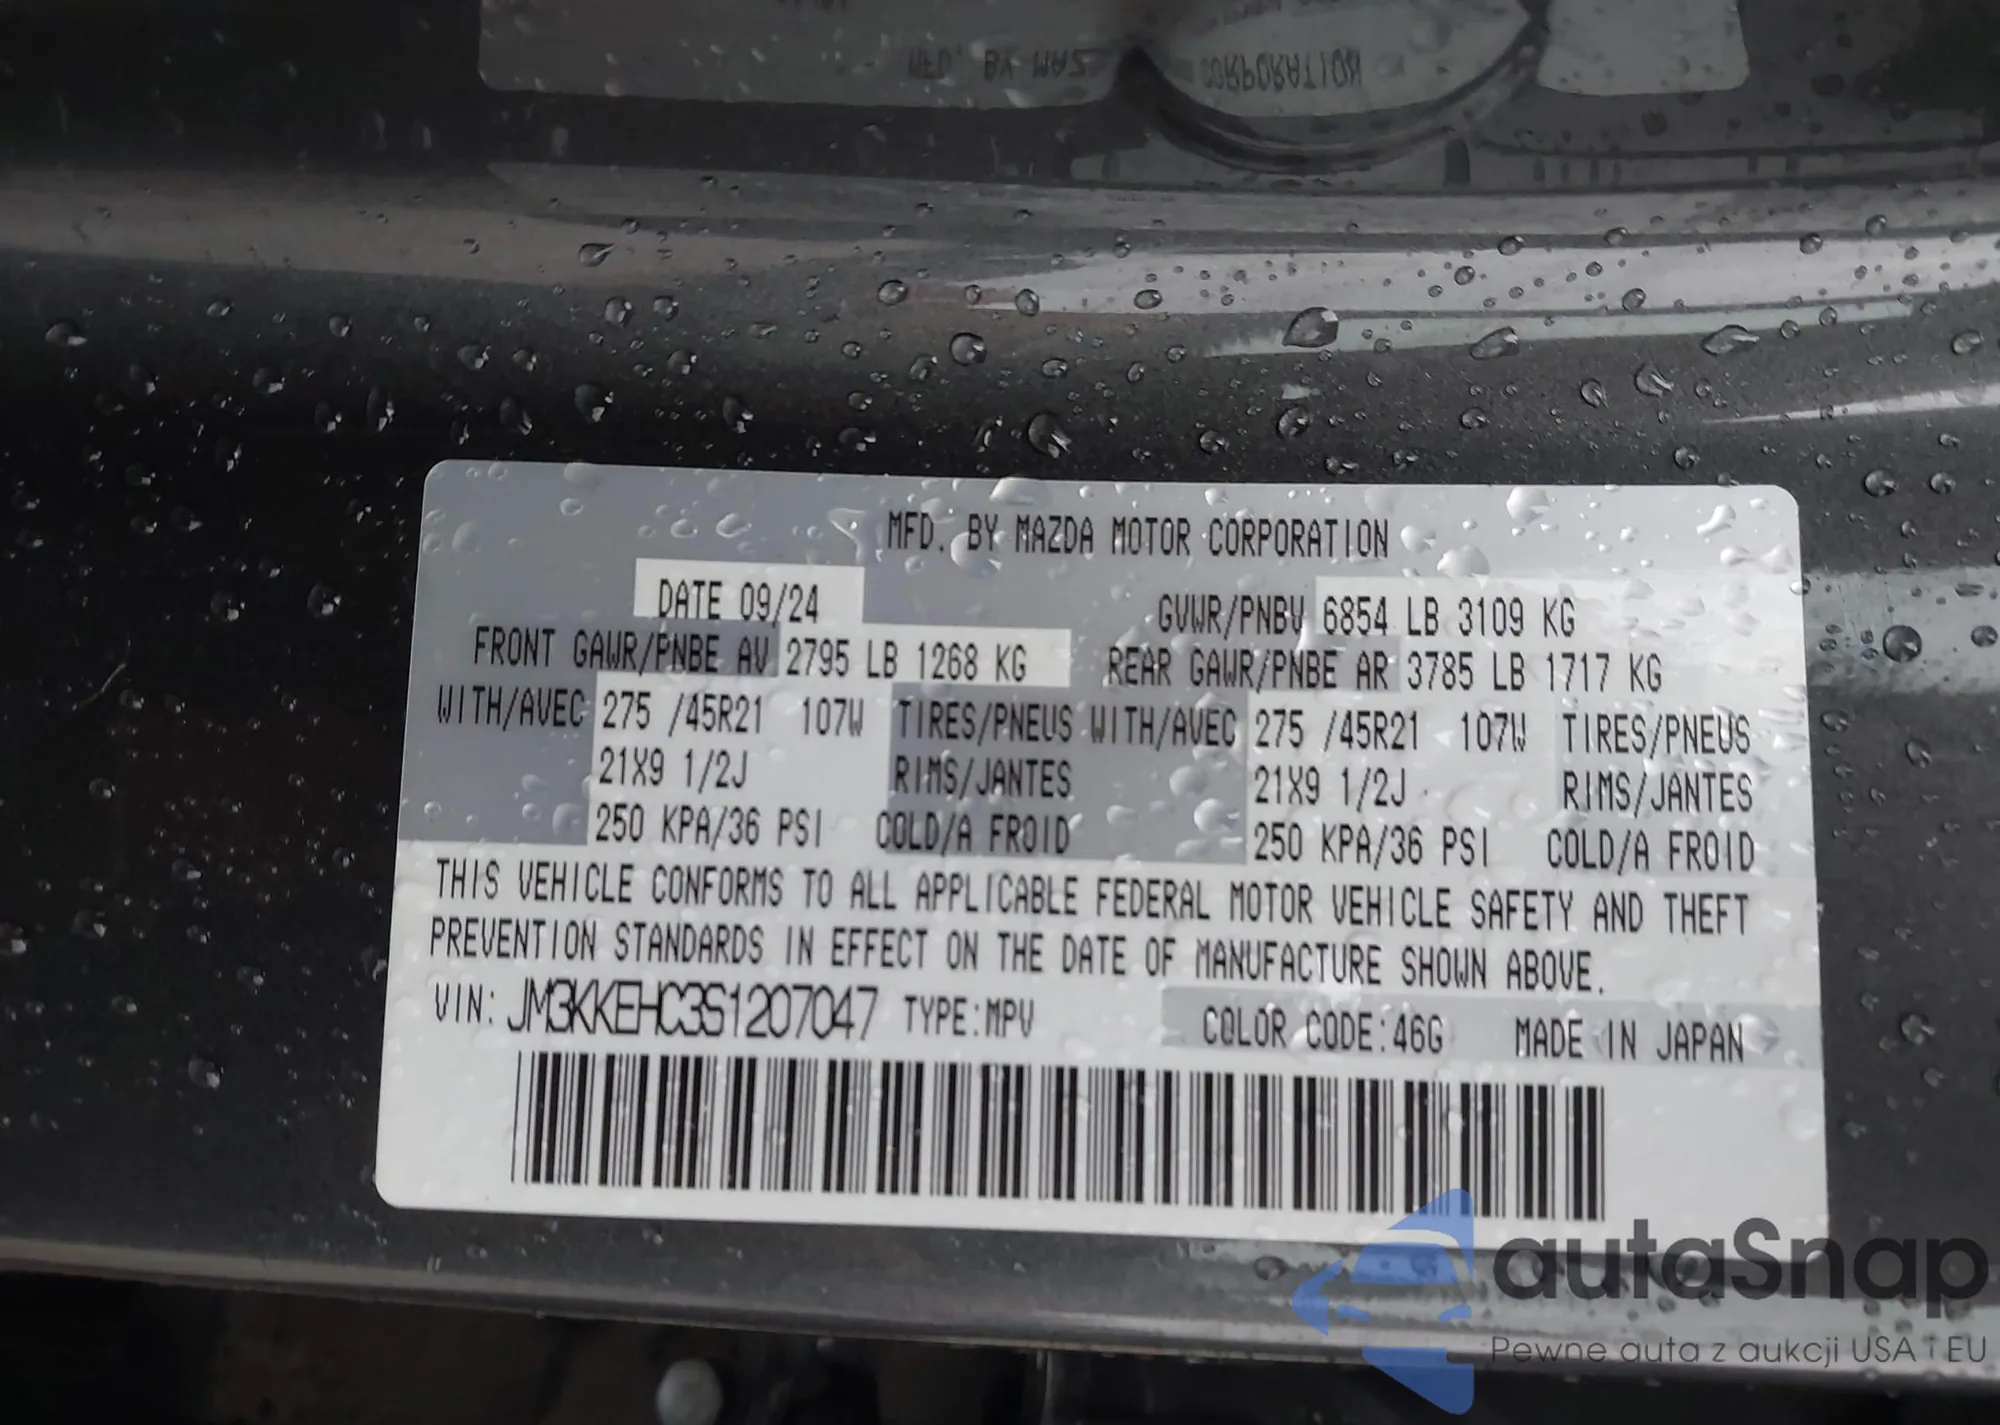 MFD. BY MAZ CORPORATION
MFD. BY MAZDA MOTOR CORPORATION
DATE 09/24 GVWR/PNBV 6854 LB 3109 KG
FRONT GAWR/PNBE AV 2795 LB 1268 KG REAR GAWR/PNBE AR 3785 LB 1717 KG
WITH/AVEC 275 /45R21 107W TIRES/PNEUS WITH/AVEC 275 /45R21 107W TIRES/PNEUS
21X9 1/2J RIMS/JANTES 21X9 1/2J RIMS/JANTES
250 KPA/36 PSI COLD/A FROID 250 KPA/36 PSI COLD/A FROID
THIS VEHICLE CONFORMS TO ALL APPLICABLE FEDERAL MOTOR VEHICLE SAFETY AND THEFT
PREVENTION STANDARDS IN EFFECT ON THE DATE OF MANUFACTURE SHOWN ABOVE.
VIN: JM3KKEHC3S1207047 TYPE:MPV COLOR CODE:46G MADE IN JAPAN
autaSnap
Pewne auta z aukcji USA i EU